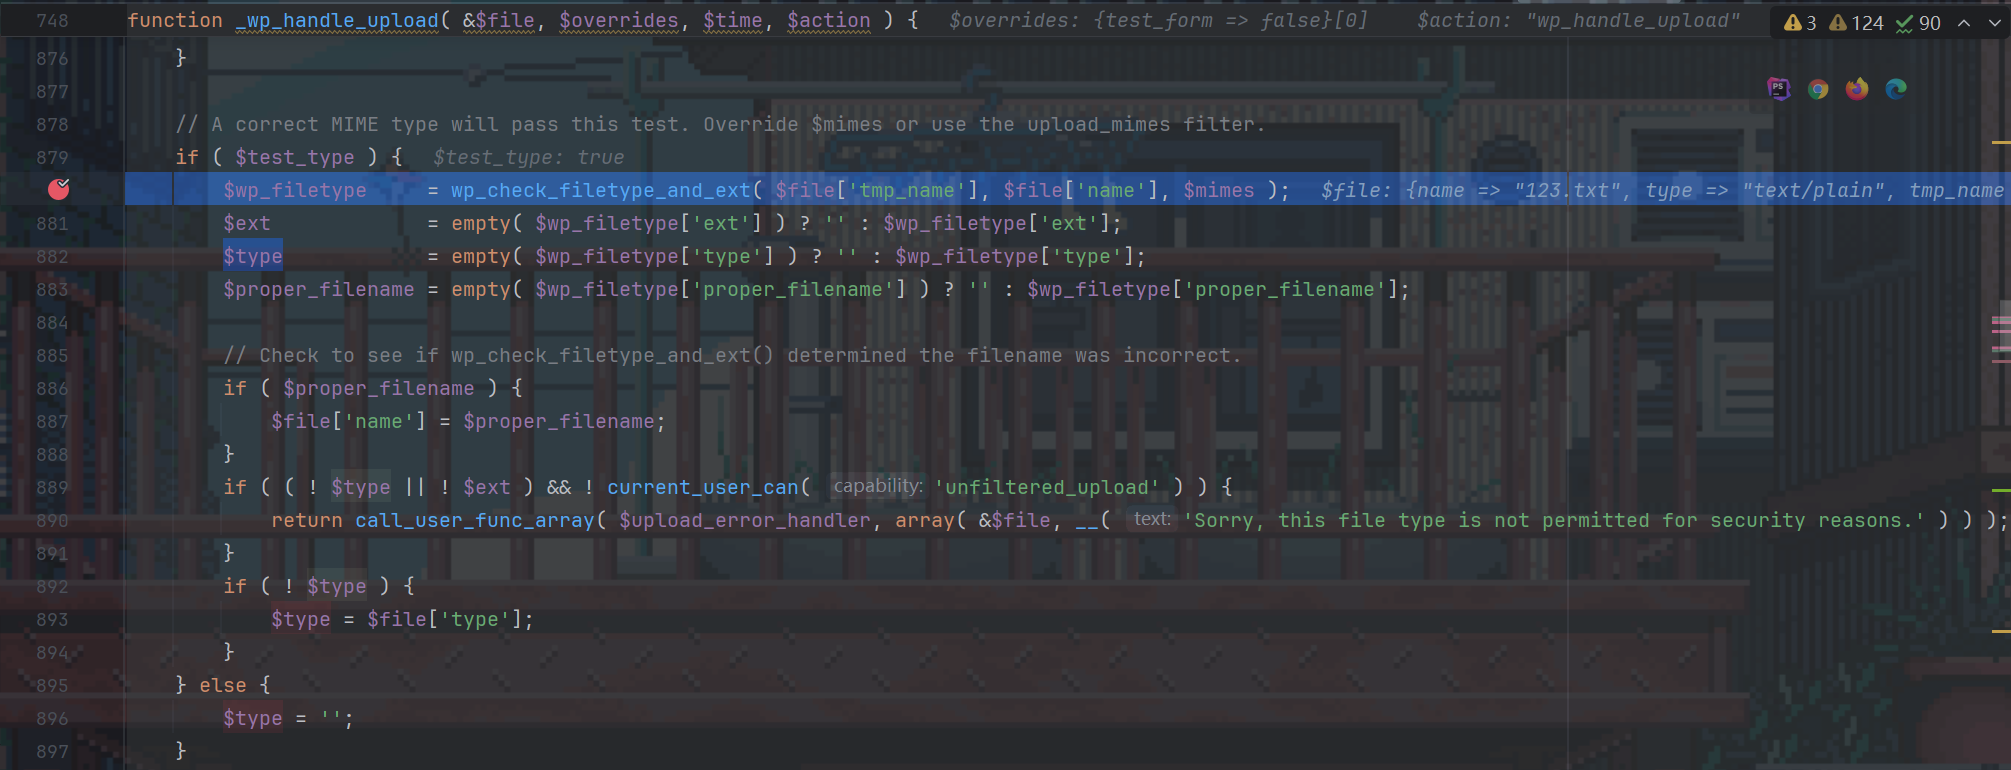 748 function _wp_handle_upload( &$file, $overrides, $time, $action ) { $overrides: {test_form => false}[0] $action: "wp_handle_upload" 3 124 90
876 }
877
878 // A correct MIME type will pass this test. Override $mimes or use the upload_mimes filter.
879 if ( $test_type ) { $test_type: true
$wp_filetype = wp_check_filetype_and_ext( $file['tmp_name'], $file['name'], $mimes ); $file: {name => "123.txt", type => "text/plain", tmp_name
881 $ext = empty( $wp_filetype['ext'] ) ? '' : $wp_filetype['ext'];
882 $type = empty( $wp_filetype['type'] ) ? '' : $wp_filetype['type'];
883 $proper_filename = empty( $wp_filetype['proper_filename'] ) ? '' : $wp_filetype['proper_filename'];
884
885 // Check to see if wp_check_filetype_and_ext() determined the filename was incorrect.
886 if ( $proper_filename ) {
887 $file['name'] = $proper_filename;
888 }
889 if ( ( ! $type || ! $ext ) && ! current_user_can( capability: 'unfiltered_upload' ) ) {
890 return call_user_func_array( $upload_error_handler, array( &$file, __( text: 'Sorry, this file type is not permitted for security reasons.' ) ) );
891 }
892 if ( ! $type ) {
893 $type = $file['type'];
894 }
895 } else {
896 $type = '';
897 }